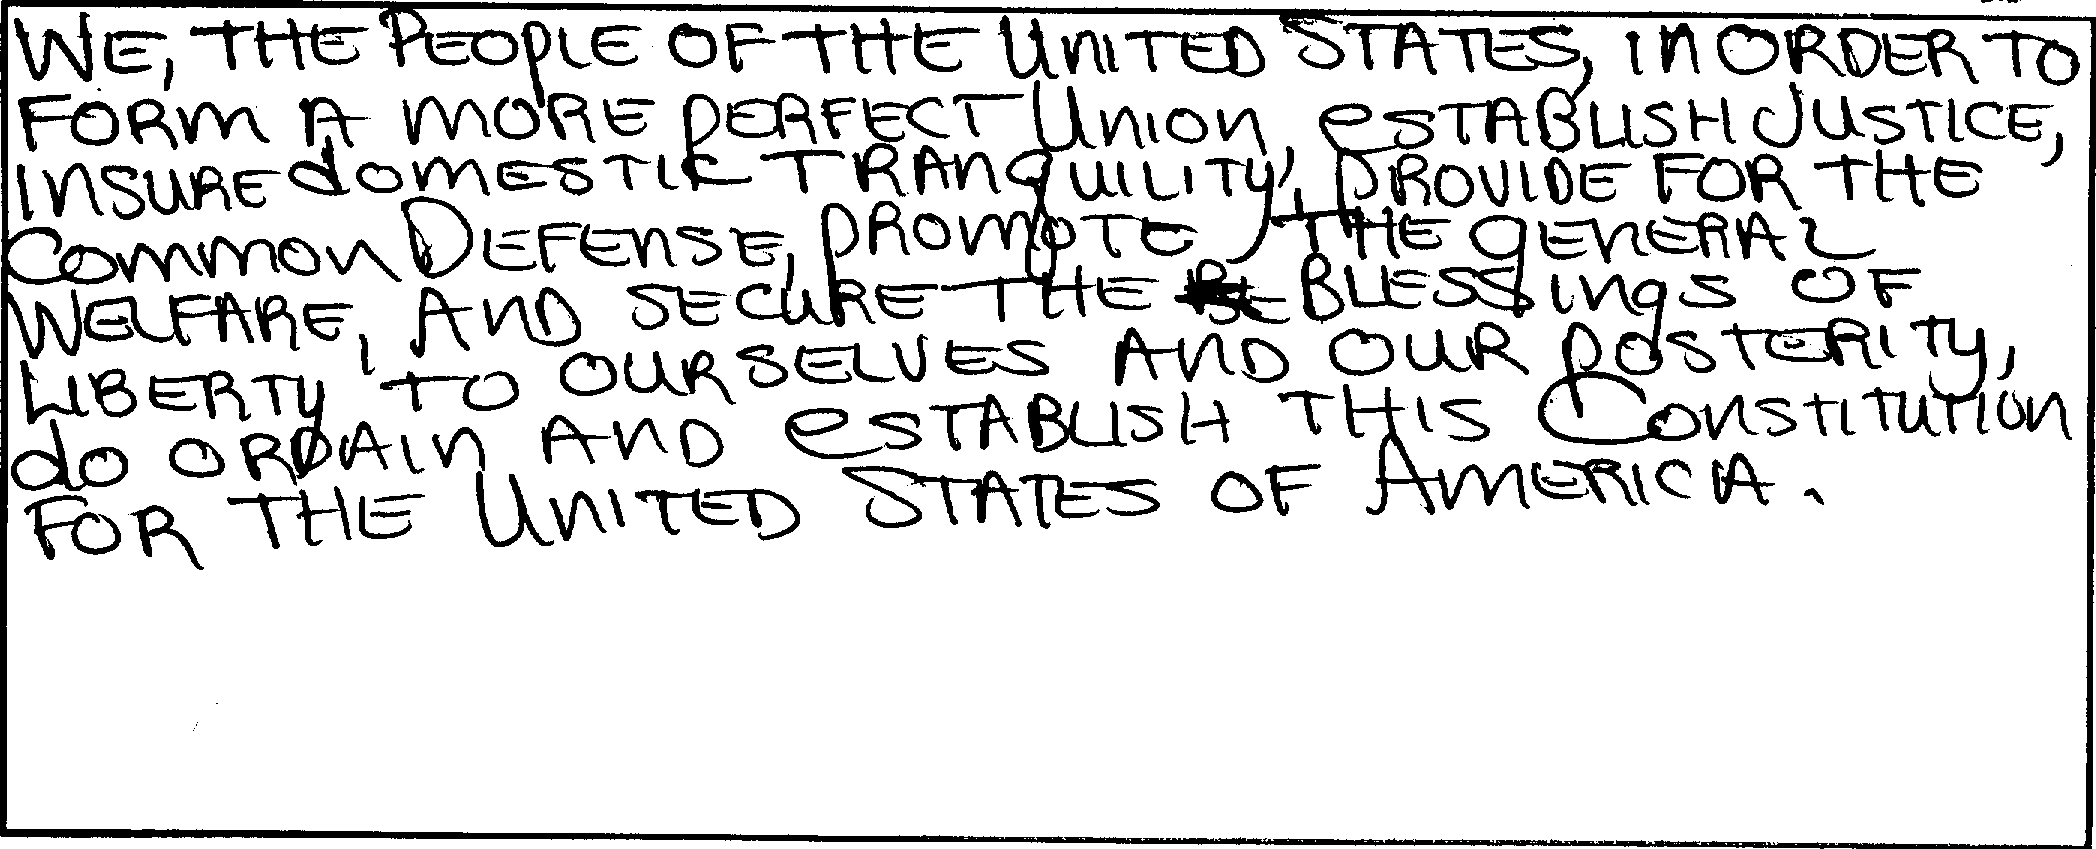 WE, THE PEOPLE OF THE UNITED STATES, IN ORDER TO
FORM A MORE PERFECT UNION, ESTABLISH JUSTICE,
INSURE DOMESTIC TRANQUILITY, PROVIDE FOR THE
COMMON DEFENSE, PROMOTE THE GENERAL
WELFARE, AND SECURE THE BLESSINGS OF
LIBERTY TO OURSELVES AND OUR POSTERITY,
DO ORDAIN AND ESTABLISH THIS CONSTITUTION
FOR THE UNITED STATES OF AMERICA.